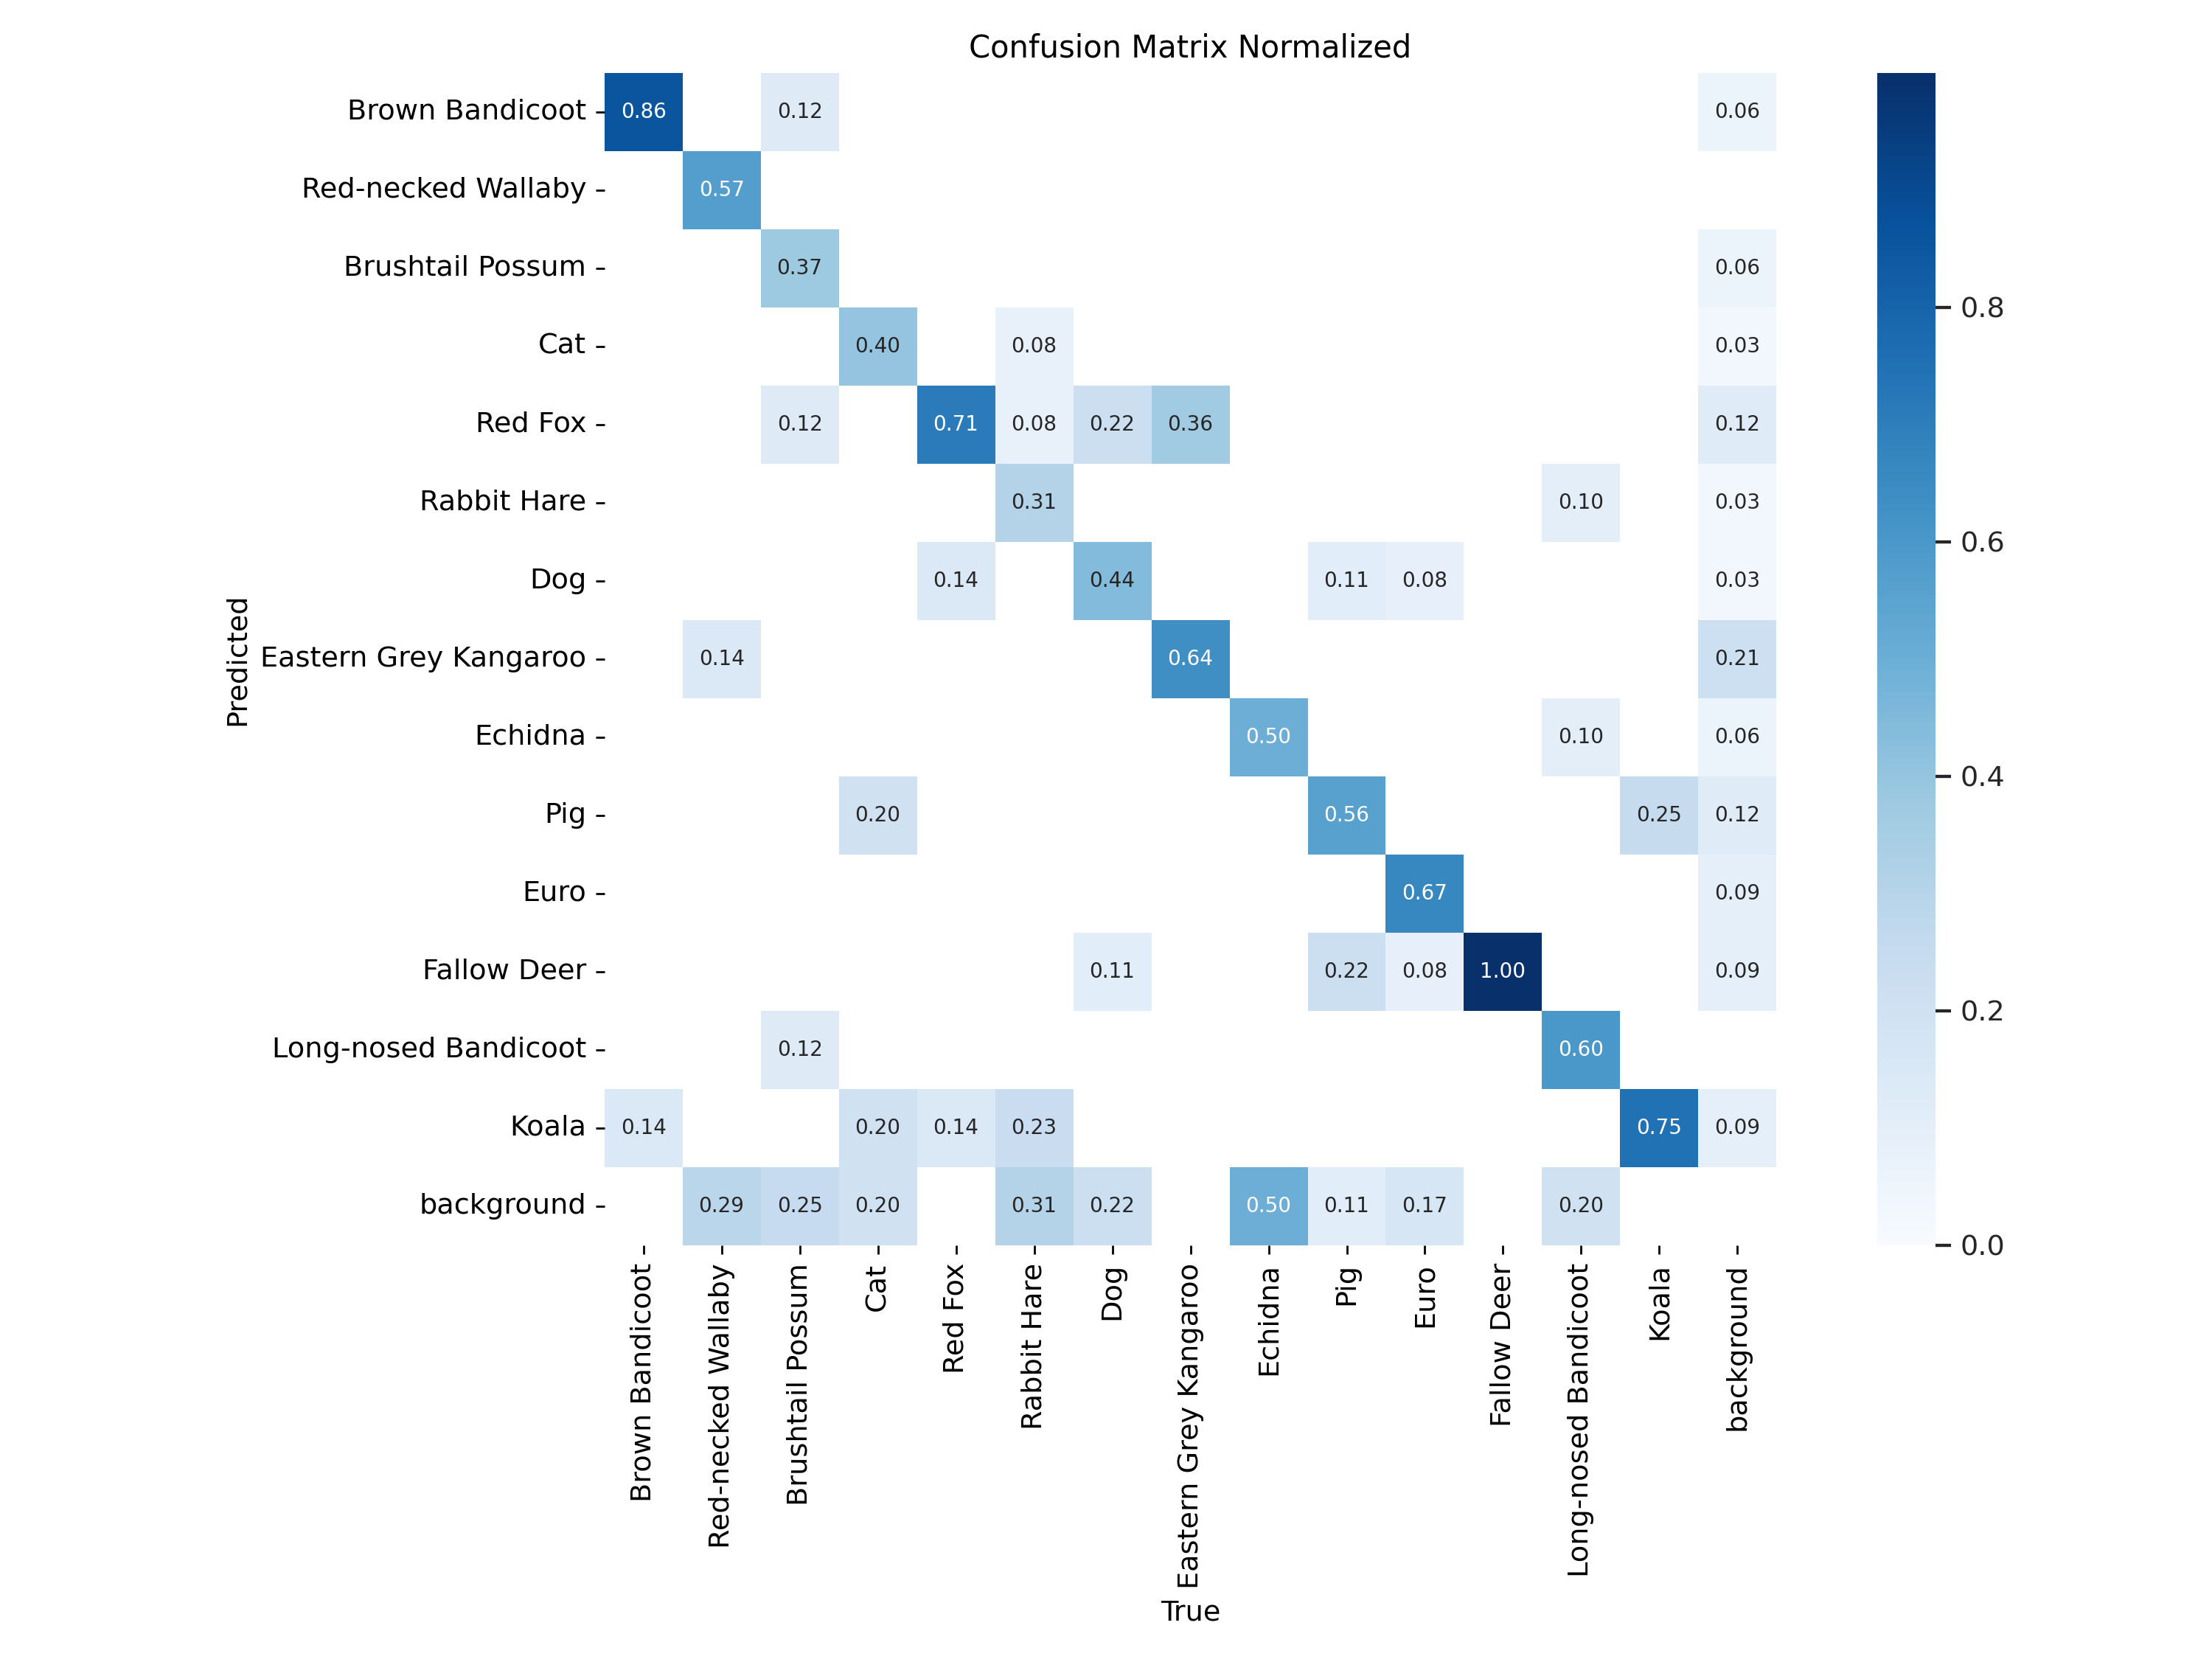 Confusion Matrix Normalized
Brown Bandicoot 0.86 0.12 0.06
Red-necked Wallaby 0.57
Brushtail Possum 0.37 0.06
Cat 0.40 0.08 0.03
Red Fox 0.12 0.71 0.08 0.22 0.36 0.12
Rabbit Hare 0.31 0.10 0.03
Dog 0.14 0.44 0.11 0.08 0.03
Eastern Grey Kangaroo 0.14 0.64 0.21
Echidna 0.50 0.10 0.06
Pig 0.20 0.56 0.25 0.12
Euro 0.67 0.09
Fallow Deer 0.11 0.22 0.08 1.00 0.09
Long-nosed Bandicoot 0.12 0.60
Koala 0.14 0.20 0.14 0.23 0.75 0.09
background 0.29 0.25 0.20 0.31 0.22 0.50 0.11 0.17 0.20
Predicted
Brown Bandicoot
Red-necked Wallaby
Brushtail Possum
Cat
Red Fox
Rabbit Hare
Dog
Eastern Grey Kangaroo
Echidna
Pig
Euro
Fallow Deer
Long-nosed Bandicoot
Koala
background
True
0.8
0.6
0.4
0.2
0.0